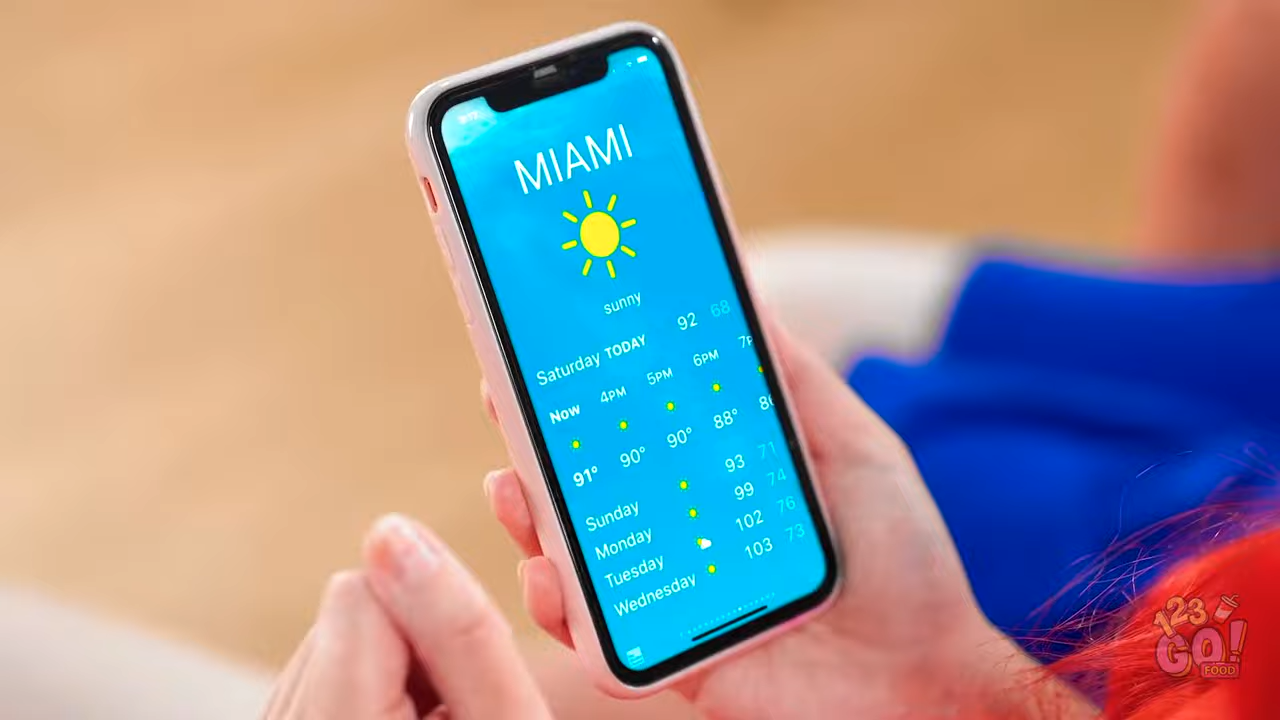 MIAMI
sunny
Saturday TODAY 92 68
Now 4PM 5PM 6PM
91° 90° 90° 88°
Sunday 93 71
Monday 99 74
Tuesday 102 76
Wednesday 103 73
123
GO!
FOOD